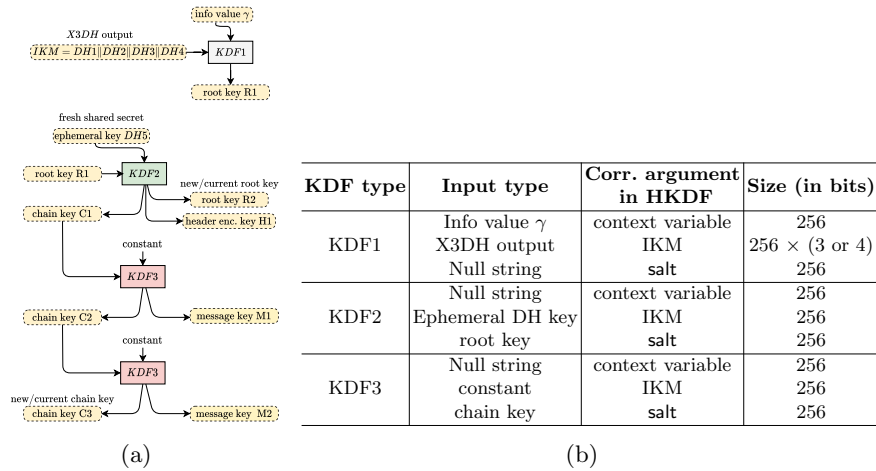 info value γ
X3DH output
IKM = DH1||DH2||DH3||DH4
KDF1
root key R1
fresh shared secret
ephemeral key DH5
root key R1
KDF2
new/current root key
root key R2
chain key C1
header enc. key H1
constant
KDF3
chain key C2
message key M1
constant
KDF3
new/current chain key
chain key C3
message key M2
(a)
KDF type Input type Corr. argument in HKDF Size (in bits)
KDF1
Info value γ context variable 256
X3DH output IKM 256 × (3 or 4)
Null string salt 256
KDF2
Null string context variable 256
Ephemeral DH key IKM 256
root key salt 256
KDF3
Null string context variable 256
constant IKM 256
chain key salt 256
(b)